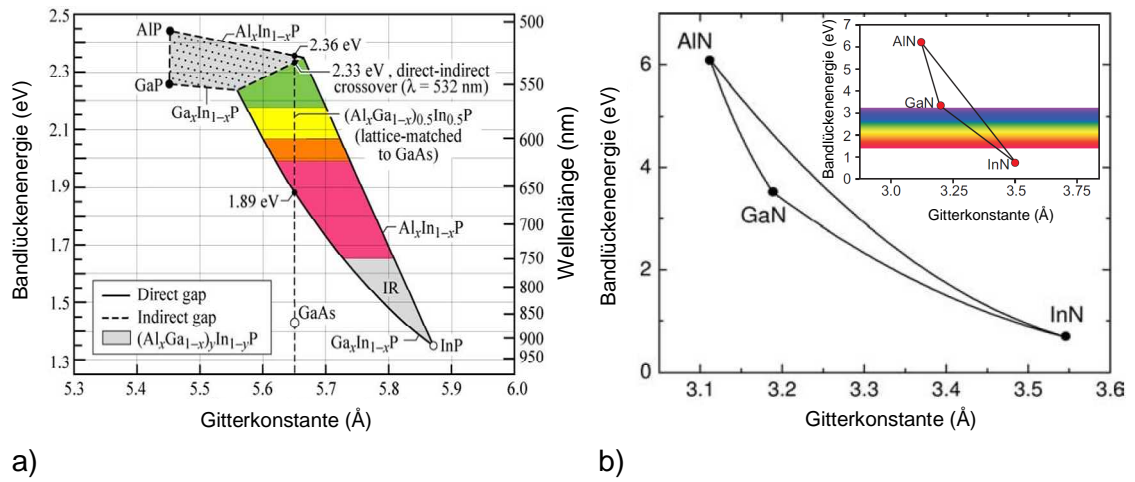 2.5
2.3
2.1
1.9
1.7
1.5
1.3
Bandlückenenergie (eV)
5.3
5.4
5.5
5.6
5.7
5.8
5.9
6.0
Gitterkonstante (Å)
500
550
600
650
700
750
800
850
900
950
Wellenlänge (nm)
AlP
GaP
AlxIn1−xP
GaxIn1−xP
2.36 eV
2.33 eV , direct-indirect
crossover (λ = 532 nm)
(AlxGa1−x)0.5In0.5P
(lattice-matched
to GaAs)
1.89 eV
AlxIn1−xP
IR
GaAs
GaxIn1−xP
InP
Direct gap
Indirect gap
(AlxGa1−x)yIn1−yP
a)
6
4
2
0
Bandlückenenergie (eV)
3.1
3.2
3.3
3.4
3.5
3.6
Gitterkonstante (Å)
AlN
GaN
InN
7
6
5
4
3
2
1
0
Bandlückenenergie (eV)
AlN
GaN
InN
3.0
3.25
3.5
3.75
Gitterkonstante (Å)
b)